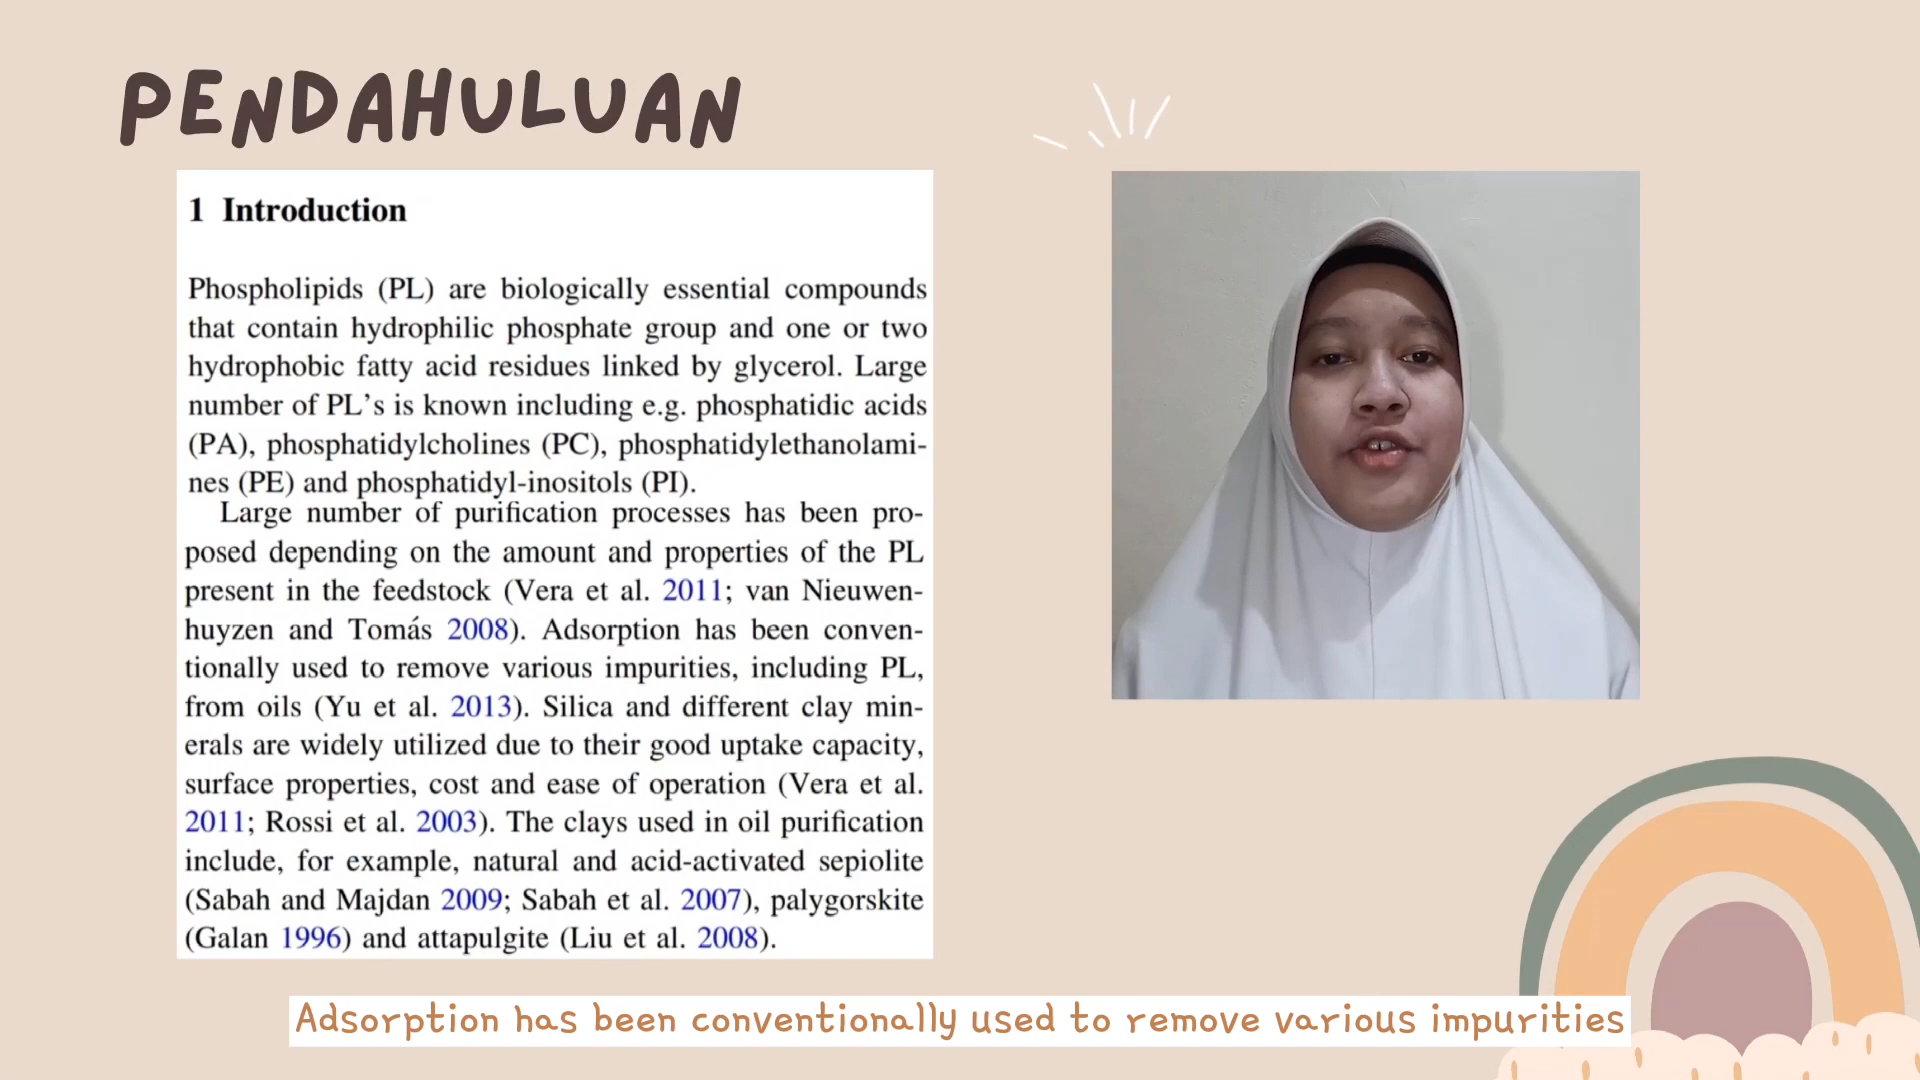 PENDAHULUAN
1 Introduction
Phospholipids (PL) are biologically essential compounds
that contain hydrophilic phosphate group and one or two
hydrophobic fatty acid residues linked by glycerol. Large
number of PL's is known including e.g. phosphatidic acids
(PA), phosphatidylcholines (PC), phosphatidylethanolami-
nes (PE) and phosphatidyl-inositols (PI).
Large number of purification processes has been pro-
posed depending on the amount and properties of the PL
present in the feedstock (Vera et al. 2011; van Nieuwen-
huyzen and Tomás 2008). Adsorption has been conven-
tionally used to remove various impurities, including PL,
from oils (Yu et al. 2013). Silica and different clay min-
erals are widely utilized due to their good uptake capacity,
surface properties, cost and ease of operation (Vera et al.
2011; Rossi et al. 2003). The clays used in oil purification
include, for example, natural and acid-activated sepiolite
(Sabah and Majdan 2009; Sabah et al. 2007), palygorskite
(Galan 1996) and attapulgite (Liu et al. 2008).
Adsorption has been conventionally used to remove various impurities